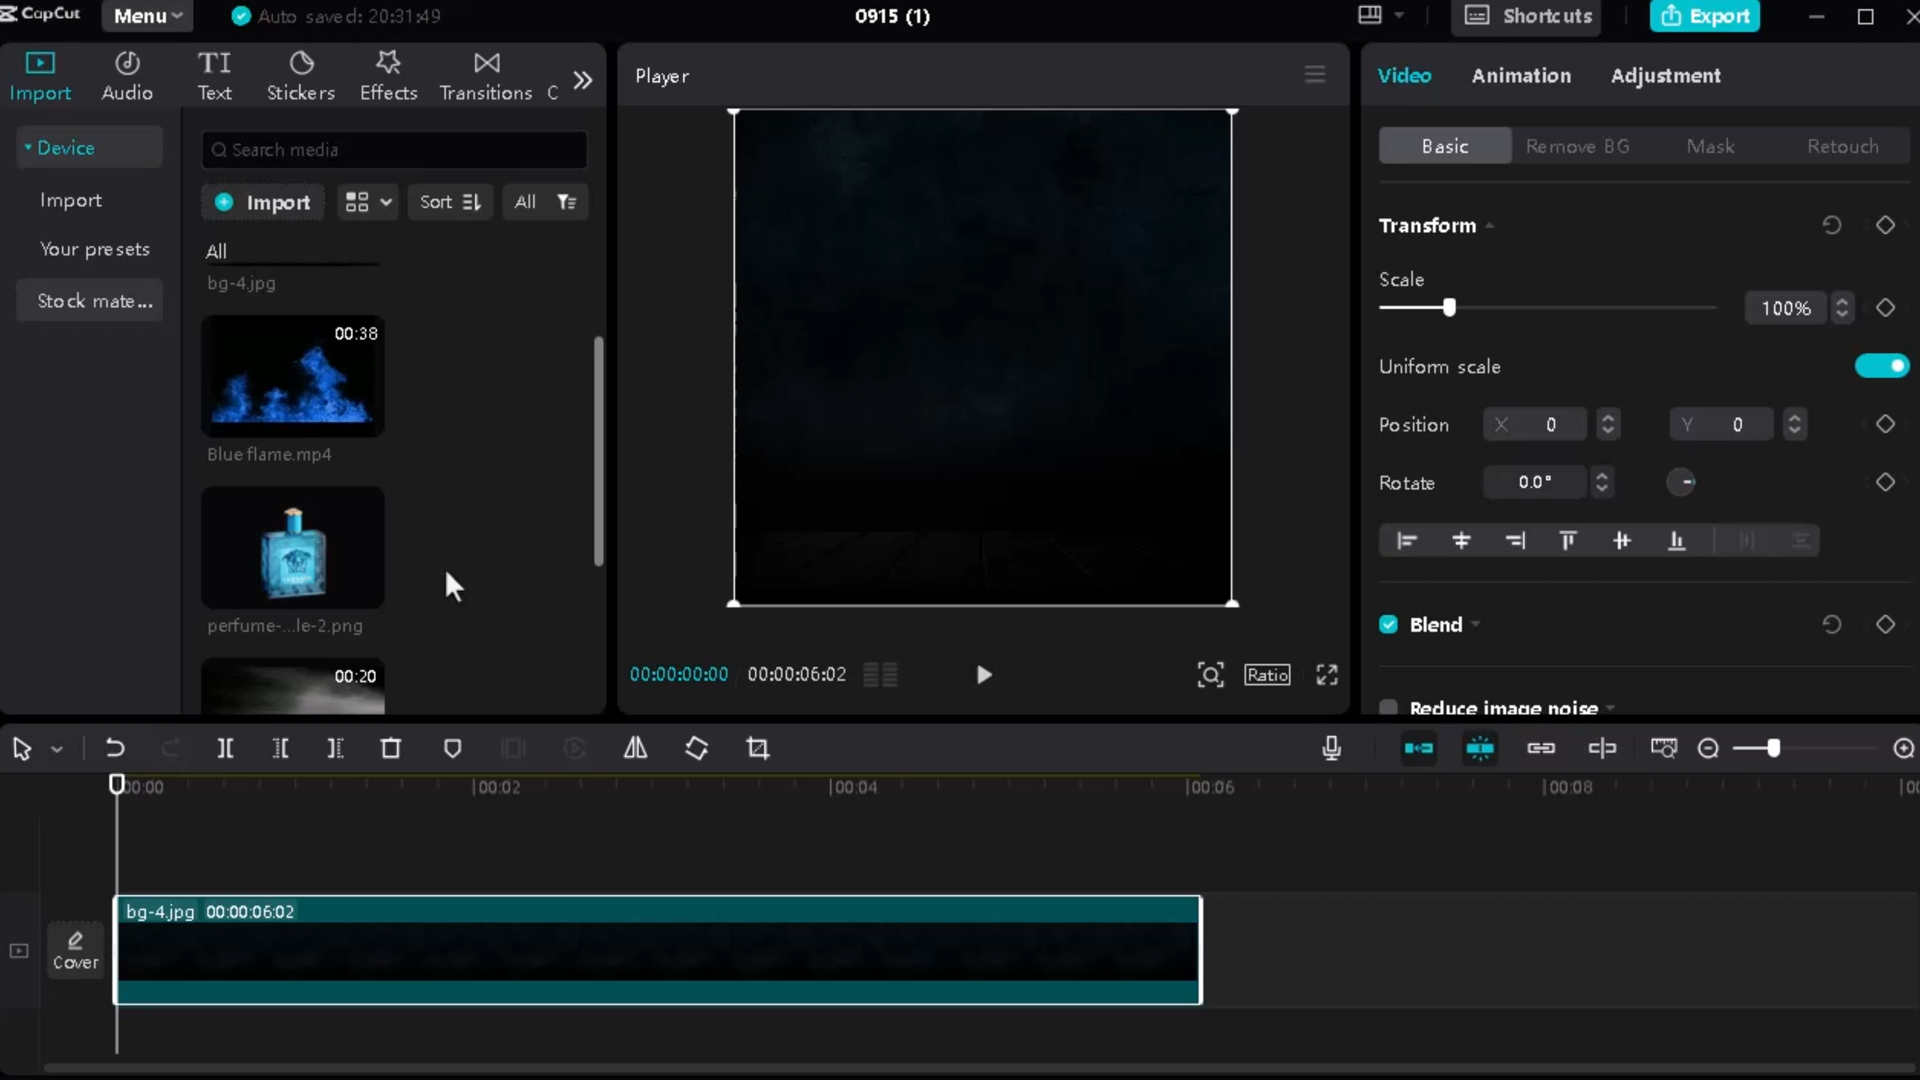 CapCut Menu Auto saved: 20:31:49 0915 (1) Shortcuts Export
Import Audio Text Stickers Effects Transitions C
Player
Video Animation Adjustment
Device
Import
Your presets
Stock mate...
Search media
Import Sort All
All
bg-4.jpg
00:38
Blue flame.mp4
perfume-...le-2.png
00:20
00:00:00:00 00:00:06:02 Ratio
Basic Remove BG Mask Retouch
Transform
Scale
100%
Uniform scale
Position X 0 Y 0
Rotate 0.0°
Blend
Reduce image noise
00:00 00:02 00:04 00:06 00:08
bg-4.jpg 00:00:06:02
Cover